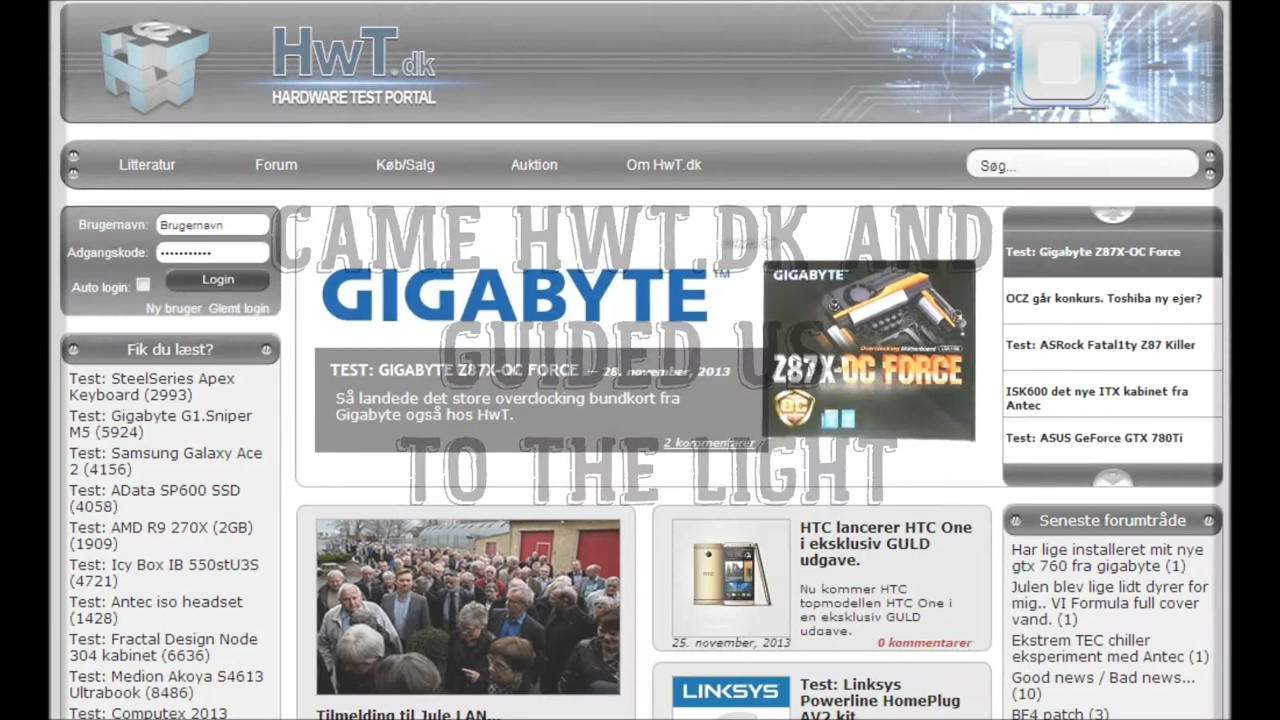 HwT.dk
HARDWARE TEST PORTAL
Litteratur
Forum
Køb/Salg
Auktion
Om HwT.dk
Søg...
Brugernavn:
Brugernavn
Adgangskode:
Auto login:
Login
Ny bruger Glemt login
Fik du læst?
Test: SteelSeries Apex
Keyboard (2993)
Test: Gigabyte G1.Sniper
M5 (5924)
Test: Samsung Galaxy Ace
2 (4156)
Test: AData SP600 SSD
(4058)
Test: AMD R9 270X (2GB)
(1909)
Test: Icy Box IB 550stU3S
(4721)
Test: Antec iso headset
(1428)
Test: Fractal Design Node
304 kabinet (6636)
Test: Medion Akoya S4613
Ultrabook (8486)
Test: Computex 2013
CAME HWT.DK AND
GUIDED US
TO THE LIGHT
GIGABYTE™
TEST: GIGABYTE Z87X-OC FORCE — 28. november, 2013
Så landede det store overclocking bundkort fra
Gigabyte også hos HwT.
2 kommentarer
GIGABYTE™
Overclocking Motherboard
Z87X-OC FORCE
OC
Test: Gigabyte Z87X-OC Force
OCZ går konkurs. Toshiba ny ejer?
Test: ASRock Fatal1ty Z87 Killer
ISK600 det nye ITX kabinet fra
Antec
Test: ASUS GeForce GTX 780Ti
Tilmelding til Jule LAN...
HTC lancerer HTC One
i eksklusiv GULD
udgave.
Nu kommer HTC
topmodellen HTC One i
en eksklusiv GULD
udgave.
25. november, 2013
0 kommentarer
LINKSYS
Test: Linksys
Powerline HomePlug
AV2 kit
Seneste forumtråde
Har lige installeret mit nye
gtx 760 fra gigabyte (1)
Julen blev lige lidt dyrer for
mig.. VI Formula full cover
vand. (1)
Ekstrem TEC chiller
eksperiment med Antec (1)
Good news / Bad news...
(10)
BF4 patch (3)